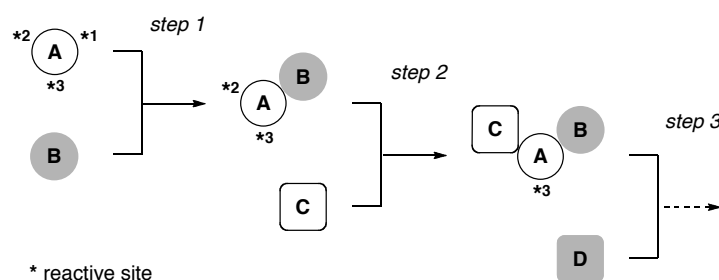 *2 A *1
*3
step 1
B
*2 A B
*3
step 2
C
C A B
*3
step 3
D
* reactive site